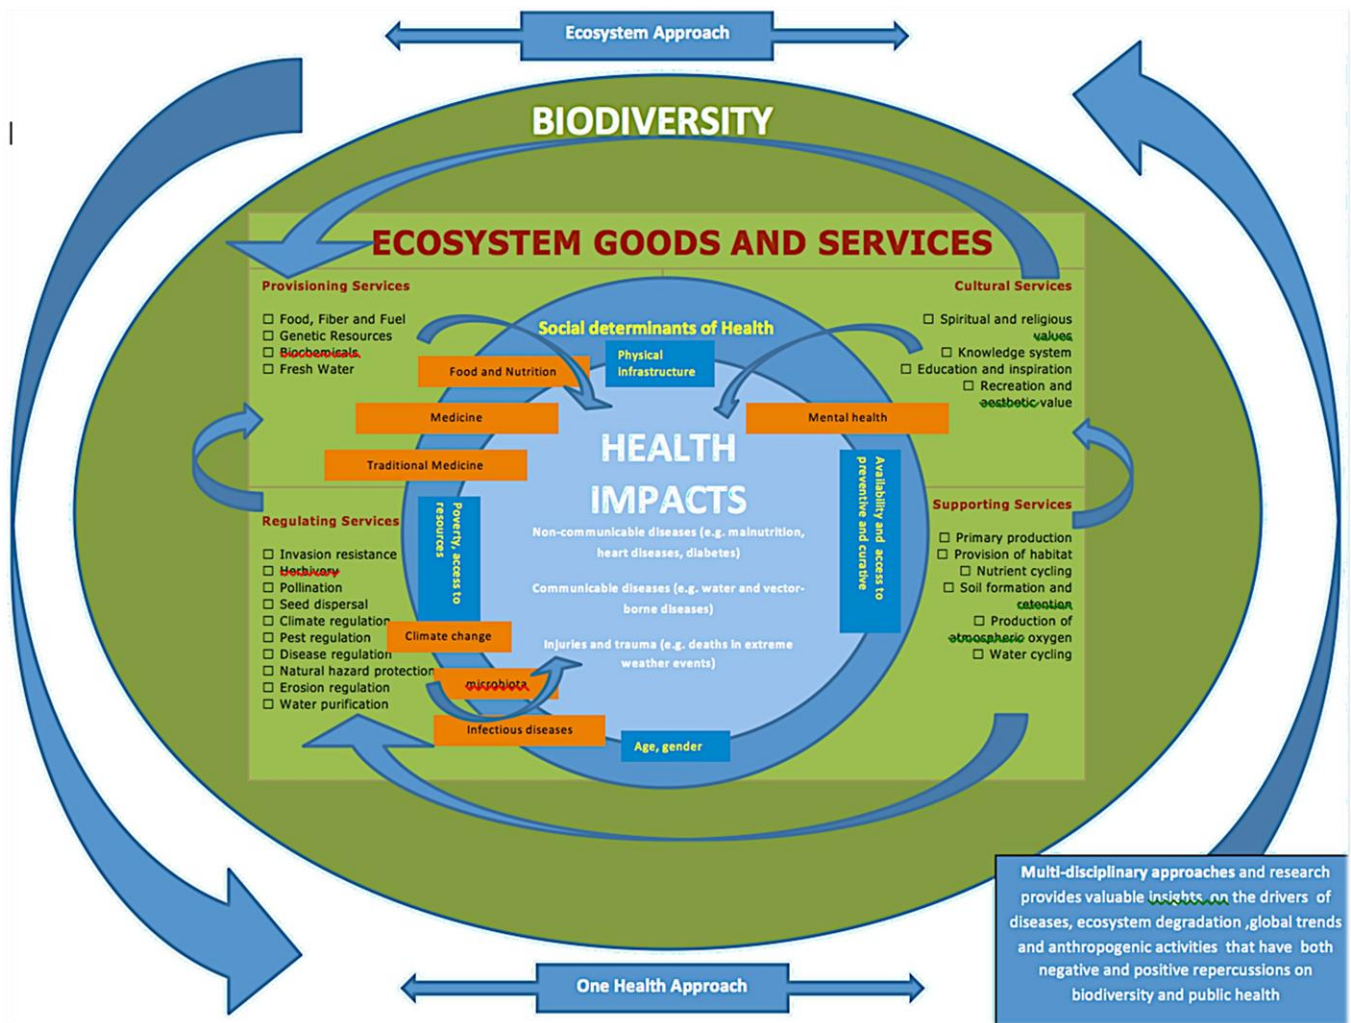 Ecosystem Approach
BIODIVERSITY
ECOSYSTEM GOODS AND SERVICES
Provisioning Services
☐ Food, Fiber and Fuel
☐ Genetic Resources
☐ Biochemicals
☐ Fresh Water
Cultural Services
☐ Spiritual and religious
values
☐ Knowledge system
☐ Education and inspiration
☐ Recreation and
aesthetic value
Social determinants of Health
Physical
infrastructure
Food and Nutrition
Medicine
Traditional Medicine
Mental health
HEALTH
IMPACTS
Non-communicable diseases (e.g. malnutrition,
heart diseases, diabetes)
Communicable diseases (e.g. water and vector-
borne diseases)
Injuries and trauma (e.g. deaths in extreme
weather events)
Poverty, access to
resources
Availability and access to
preventive and curative
Regulating Services
☐ Invasion resistance
☐ Herbivory
☐ Pollination
☐ Seed dispersal
☐ Climate regulation
☐ Pest regulation
☐ Disease regulation
☐ Natural hazard protection
☐ Erosion regulation
☐ Water purification
Climate change
microbiota
Infectious diseases
Age, gender
Supporting Services
☐ Primary production
☐ Provision of habitat
☐ Nutrient cycling
☐ Soil formation and
retention
☐ Production of
atmospheric oxygen
☐ Water cycling
One Health Approach
Multi-disciplinary approaches and research
provides valuable insights on the drivers of
diseases, ecosystem degradation ,global trends
and anthropogenic activities that have both
negative and positive repercussions on
biodiversity and public health